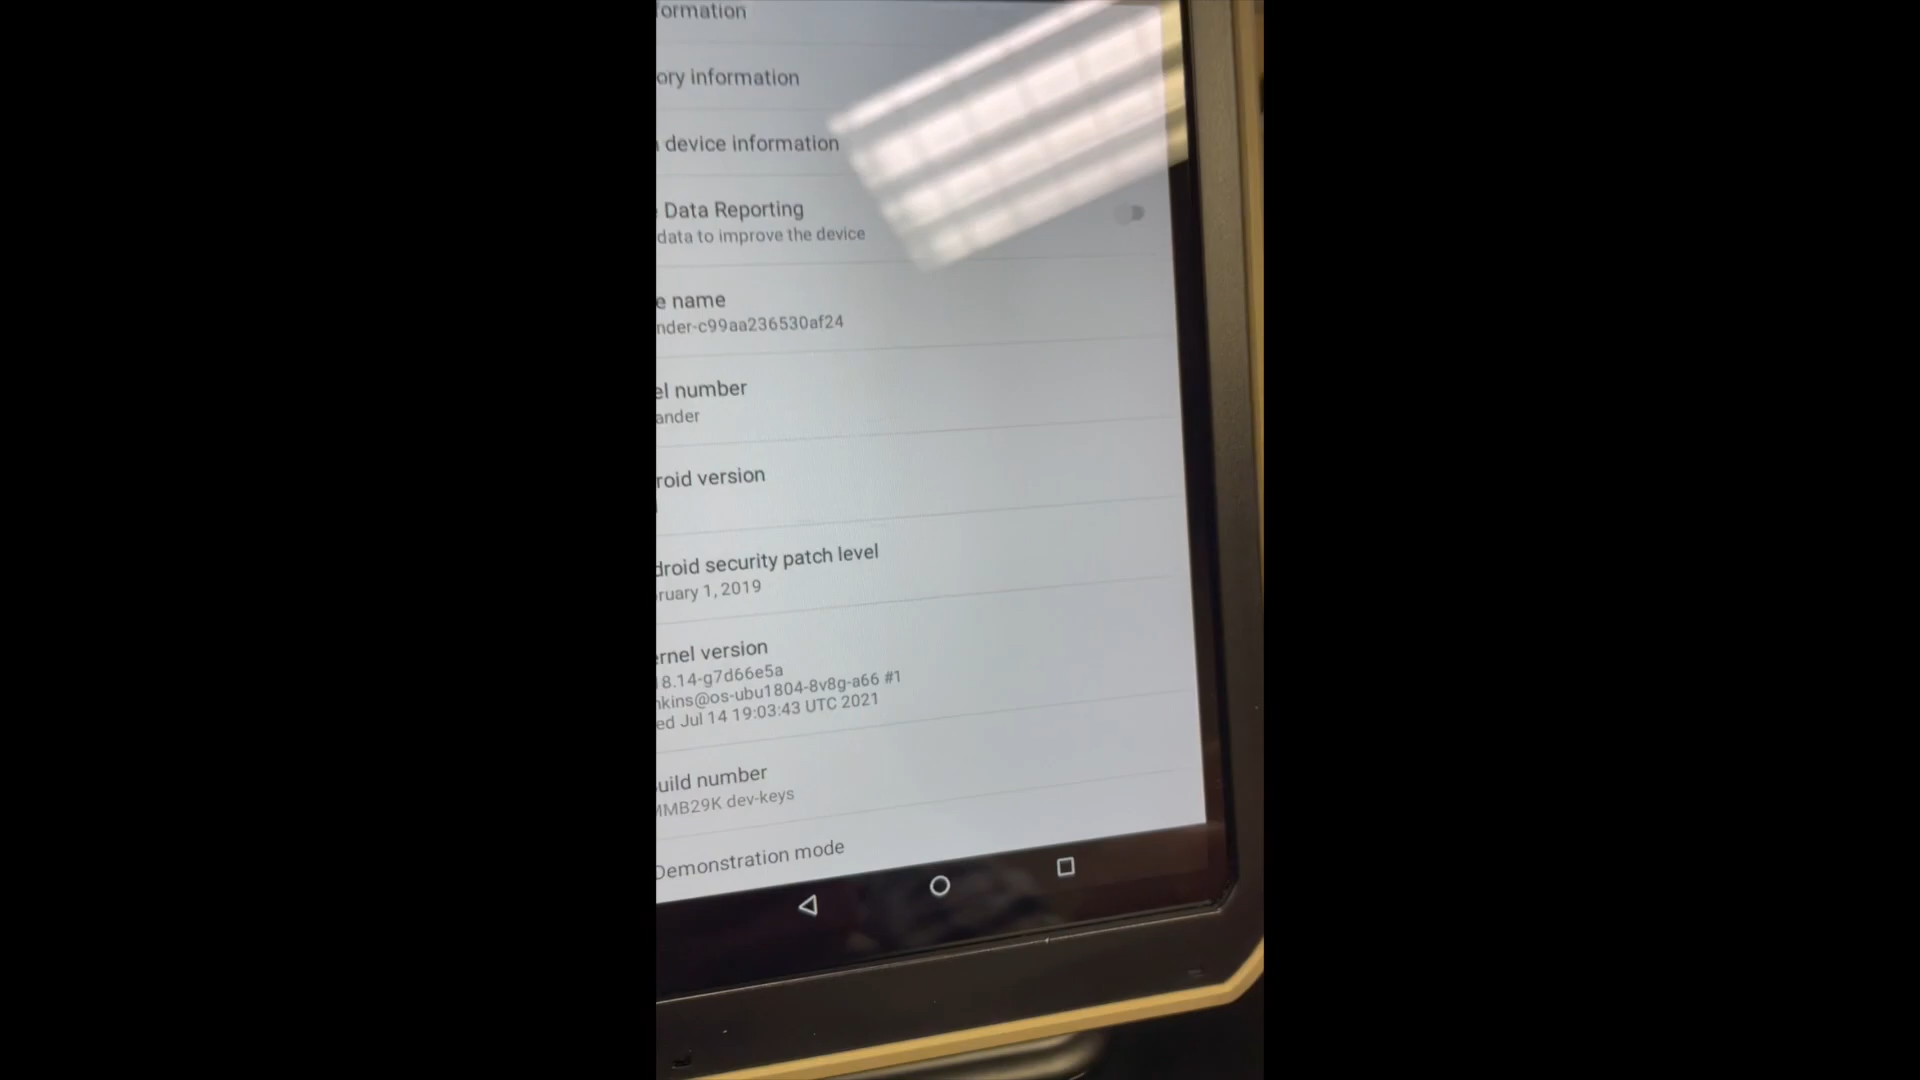 ormation
ory information
device information
Data Reporting
data to improve the device
e name
nder-c99aa236530af24
el number
ander
roid version
droid security patch level
ruary 1, 2019
ernel version
8.14-g7d66e5a
nkins@os-ubu1804-8v8g-a66 #1
ed Jul 14 19:03:43 UTC 2021
uild number
MMB29K dev-keys
Demonstration mode